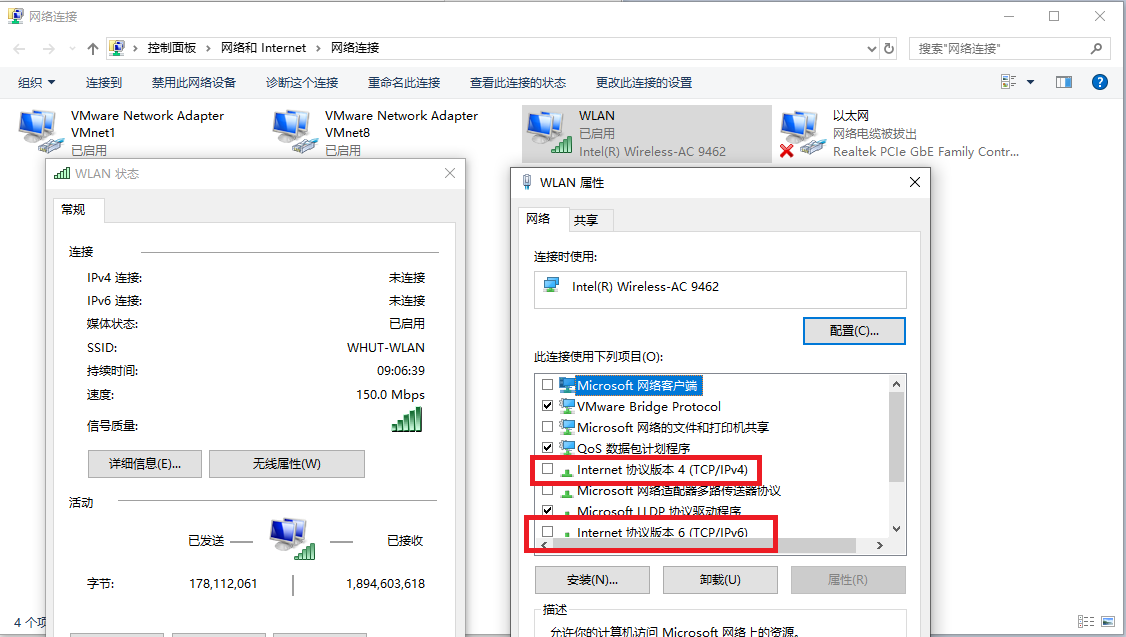 网络连接
控制面板 › 网络和 Internet › 网络连接
搜索"网络连接"
组织 连接到 禁用此网络设备 诊断这个连接 重命名此连接 查看此连接的状态 更改此连接的设置
VMware Network Adapter
VMnet1
已启用
VMware Network Adapter
VMnet8
已启用
WLAN
已启用
Intel(R) Wireless-AC 9462
以太网
网络电缆被拔出
Realtek PCIe GbE Family Contr...
WLAN 状态
常规
连接
IPv4 连接: 未连接
IPv6 连接: 未连接
媒体状态: 已启用
SSID: WHUT-WLAN
持续时间: 09:06:39
速度: 150.0 Mbps
信号质量:
详细信息(E)... 无线属性(W)
活动
已发送 — — 已接收
字节: 178,112,061 1,894,603,618
WLAN 属性
网络 共享
连接时使用:
Intel(R) Wireless-AC 9462
配置(C)...
此连接使用下列项目(O):
Microsoft 网络客户端
VMware Bridge Protocol
Microsoft 网络的文件和打印机共享
QoS 数据包计划程序
Internet 协议版本 4 (TCP/IPv4)
Microsoft 网络适配器多路传送器协议
Microsoft LLDP 协议驱动程序
Internet 协议版本 6 (TCP/IPv6)
安装(N)... 卸载(U) 属性(R)
描述
允许你的计算机访问 Microsoft 网络上的资源。
4 个项